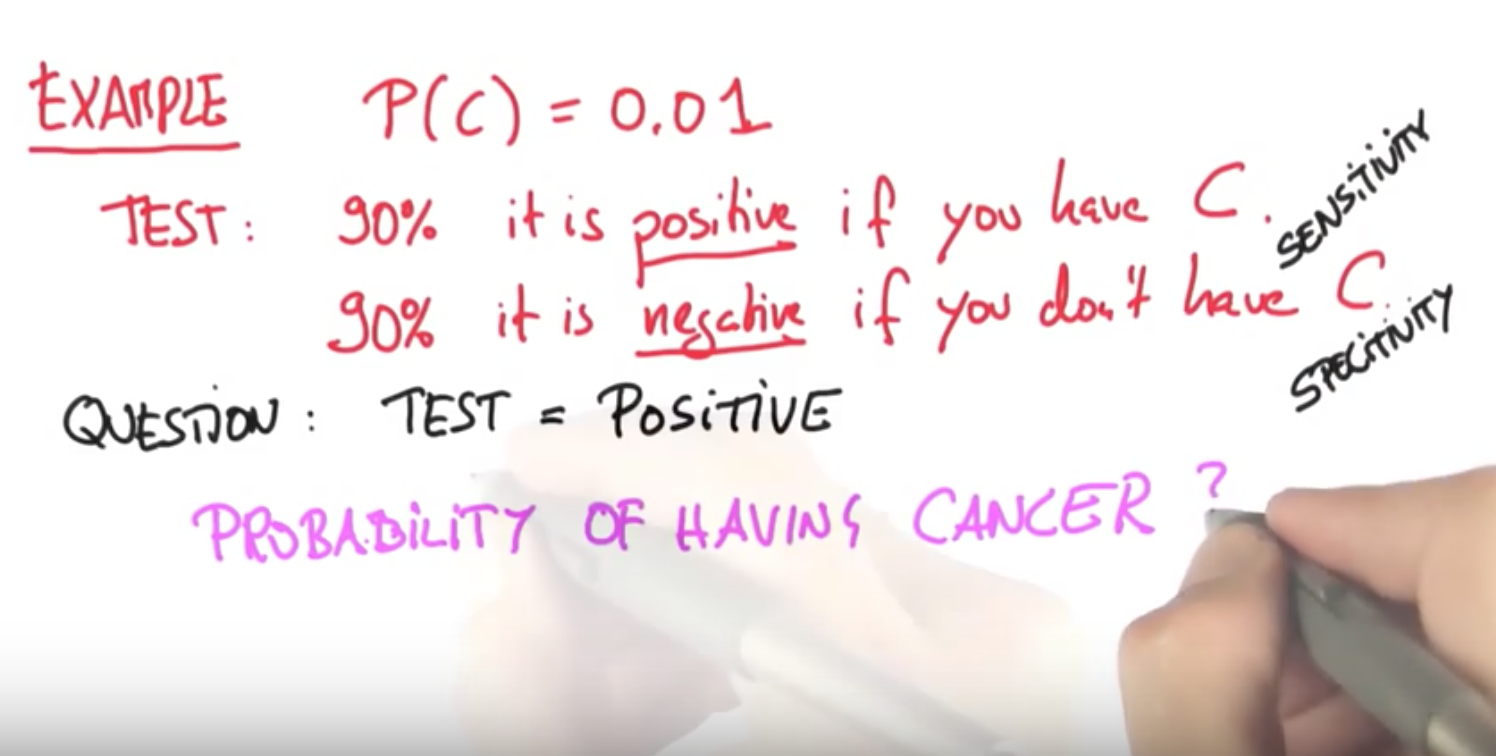 EXAMPLE P(C) = 0.01
TEST: 90% it is positive if you have C. SENSITIVITY
90% it is negative if you don't have C. SPECITIVITY
QUESTION: TEST = POSITIVE
PROBABILITY OF HAVING CANCER ?